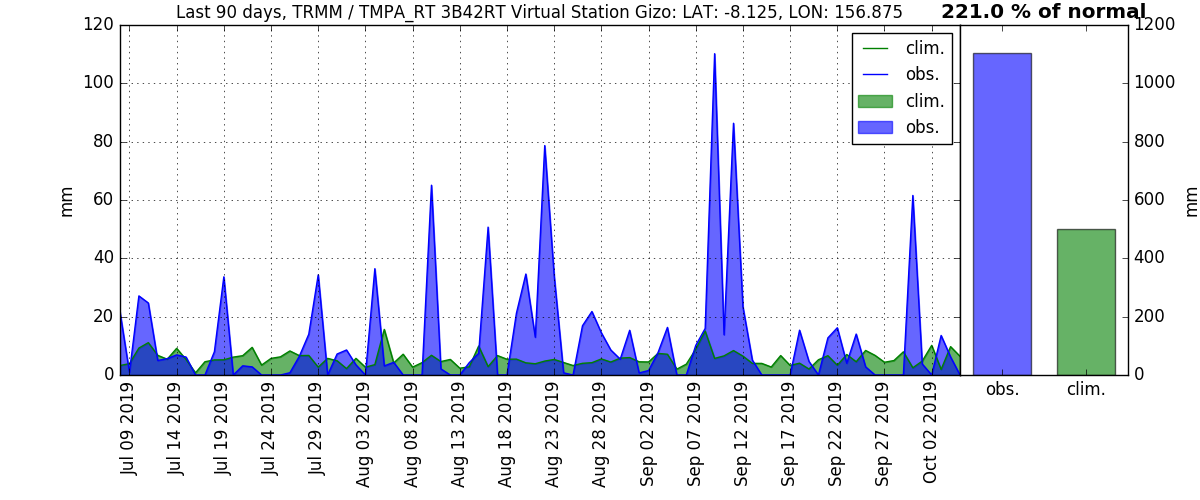 Last 90 days, TRMM / TMPA_RT 3B42RT Virtual Station Gizo: LAT: -8.125, LON: 156.875
221.0 % of normal
120
100
80
60
40
20
0
mm
clim.
obs.
clim.
obs.
1200
1000
800
600
400
200
0
mm
obs.
clim.
Jul 09 2019
Jul 14 2019
Jul 19 2019
Jul 24 2019
Jul 29 2019
Aug 03 2019
Aug 08 2019
Aug 13 2019
Aug 18 2019
Aug 23 2019
Aug 28 2019
Sep 02 2019
Sep 07 2019
Sep 12 2019
Sep 17 2019
Sep 22 2019
Sep 27 2019
Oct 02 2019